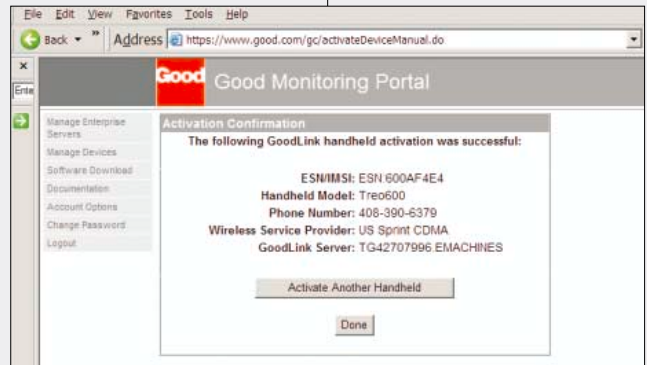 File Edit View Favorites Tools Help
Back Address https://www.good.com/gc/activateDeviceManual.do
Good Good Monitoring Portal
Manage Enterprise
Servers
Manage Devices
Software Download
Documentation
Account Options
Change Password
Logout
Activation Confirmation
The following GoodLink handheld activation was successful:
ESN/IMSI: ESN:600AF4E4
Handheld Model: Treo600
Phone Number: 408-390-6379
Wireless Service Provider: US Sprint CDMA
GoodLink Server: TG42707996.EMACHINES
Activate Another Handheld
Done